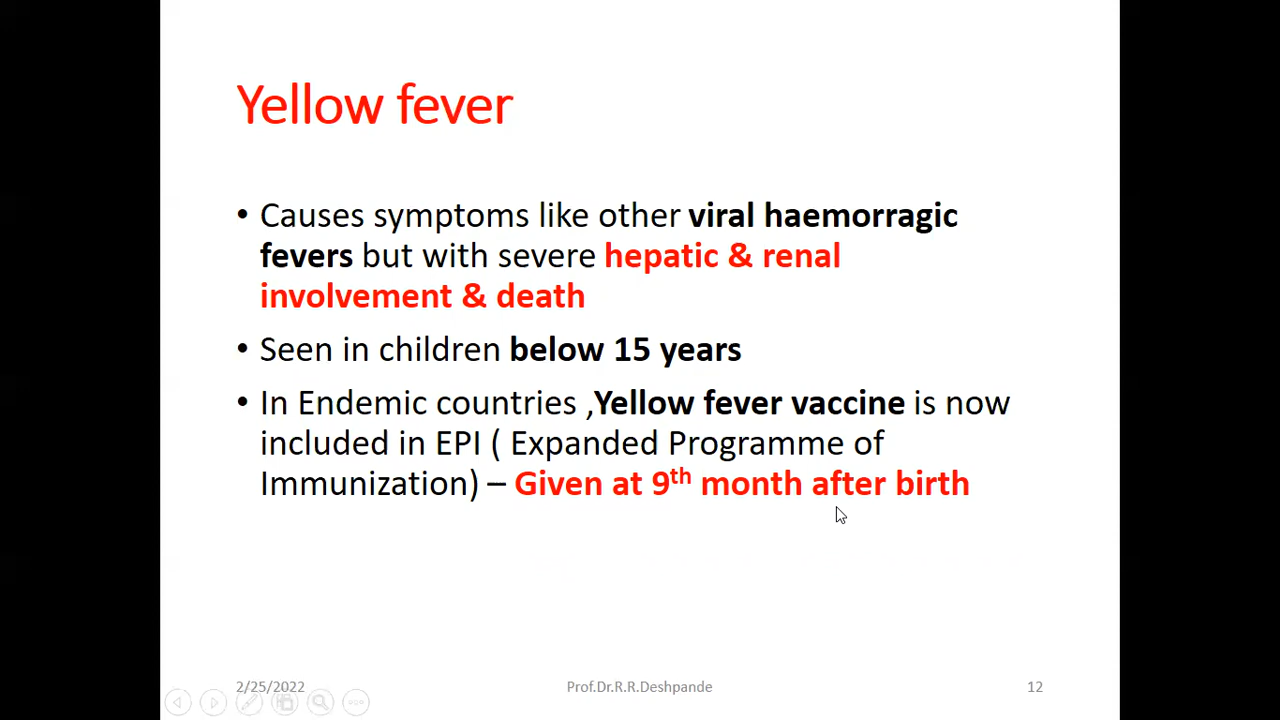 Yellow fever
• Causes symptoms like other viral haemorragic
fevers but with severe hepatic & renal
involvement & death
• Seen in children below 15 years
• In Endemic countries ,Yellow fever vaccine is now
included in EPI ( Expanded Programme of
Immunization) – Given at 9th month after birth
2/25/2022 Prof.Dr.R.R.Deshpande 12